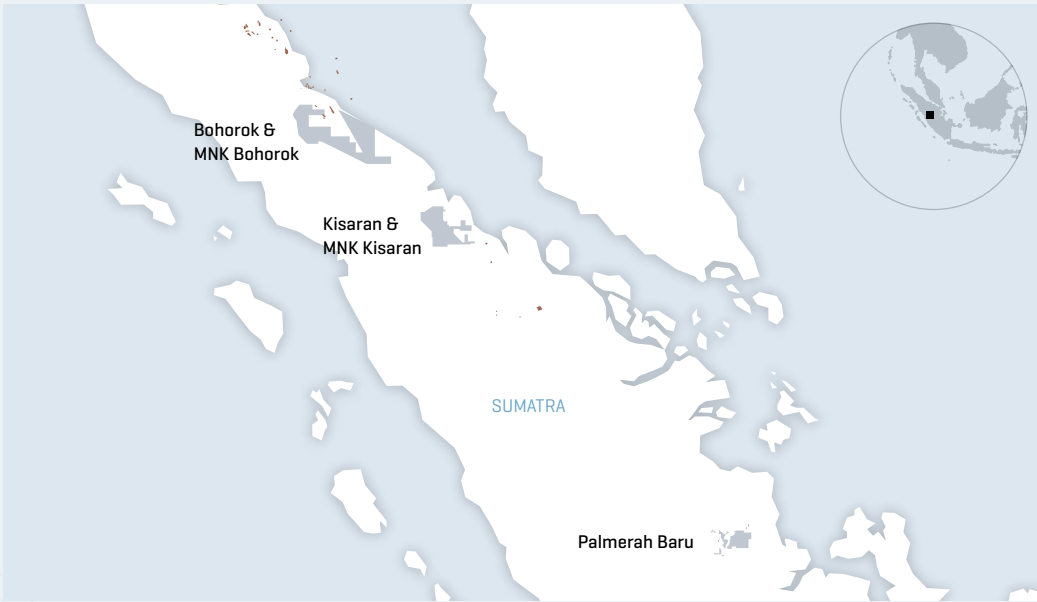 Bohorok &
MNK Bohorok
Kisaran &
MNK Kisaran
SUMATRA
Palmerah Baru